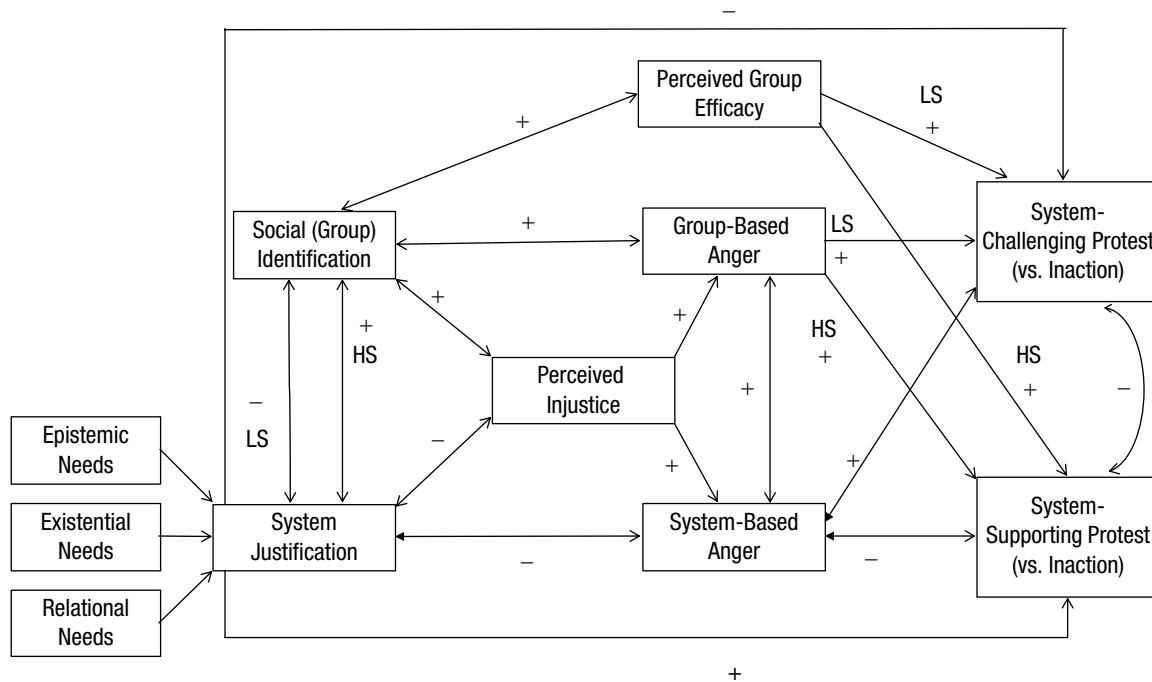 −
Perceived Group
Efficacy
LS
+
+
Social (Group)
Identification
+
Group-Based
Anger
LS
+
System-
Challenging Protest
(vs. Inaction)
+
+
HS
+
HS
+
HS
+
Perceived
Injustice
+
−
−
LS
−
+
+
Epistemic
Needs
Existential
Needs
Relational
Needs
System
Justification
−
System-Based
Anger
−
System-
Supporting Protest
(vs. Inaction)
+